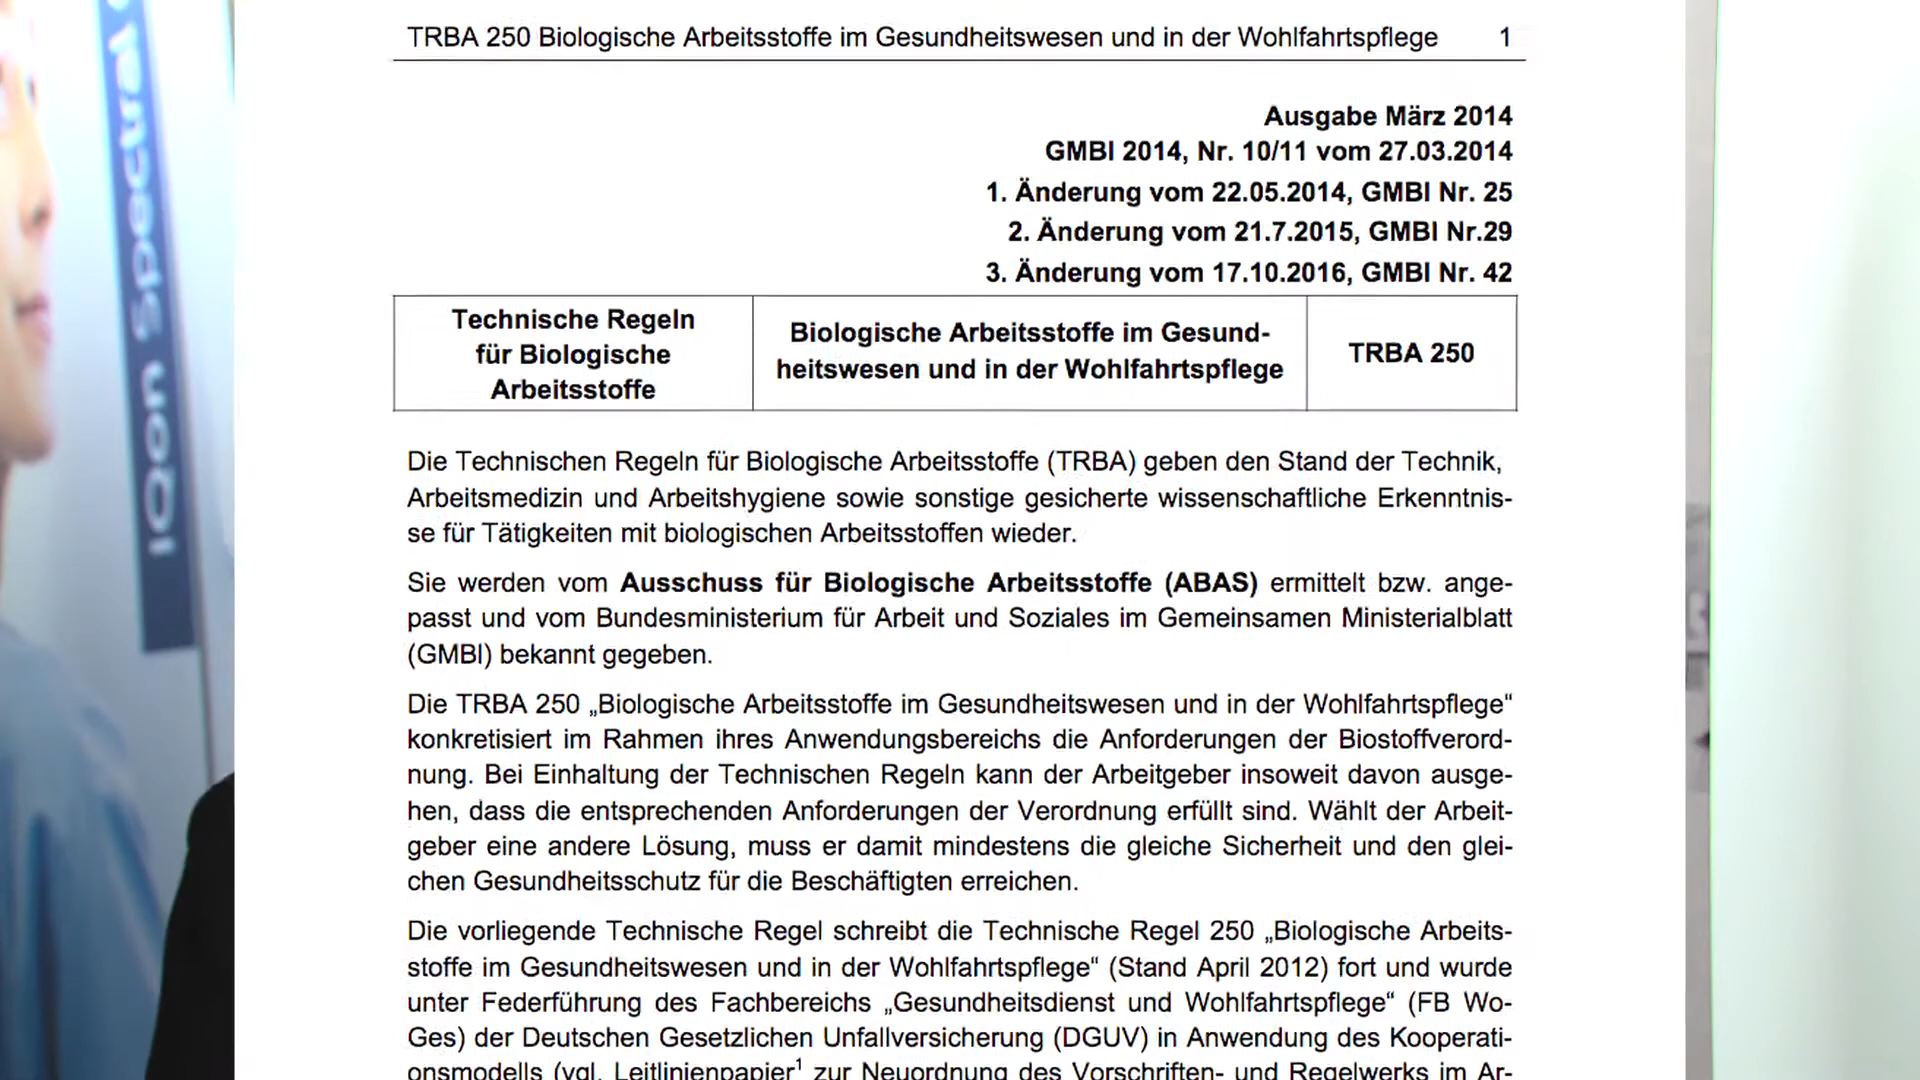 TRBA 250 Biologische Arbeitsstoffe im Gesundheitswesen und in der Wohlfahrtspflege 1
Ausgabe März 2014
GMBl 2014, Nr. 10/11 vom 27.03.2014
1. Änderung vom 22.05.2014, GMBl Nr. 25
2. Änderung vom 21.7.2015, GMBl Nr.29
3. Änderung vom 17.10.2016, GMBl Nr. 42
Technische Regeln
für Biologische
Arbeitsstoffe
Biologische Arbeitsstoffe im Gesund-
heitswesen und in der Wohlfahrtspflege
TRBA 250
Die Technischen Regeln für Biologische Arbeitsstoffe (TRBA) geben den Stand der Technik,
Arbeitsmedizin und Arbeitshygiene sowie sonstige gesicherte wissenschaftliche Erkenntnis-
se für Tätigkeiten mit biologischen Arbeitsstoffen wieder.
Sie werden vom Ausschuss für Biologische Arbeitsstoffe (ABAS) ermittelt bzw. ange-
passt und vom Bundesministerium für Arbeit und Soziales im Gemeinsamen Ministerialblatt
(GMBl) bekannt gegeben.
Die TRBA 250 „Biologische Arbeitsstoffe im Gesundheitswesen und in der Wohlfahrtspflege“
konkretisiert im Rahmen ihres Anwendungsbereichs die Anforderungen der Biostoffverord-
nung. Bei Einhaltung der Technischen Regeln kann der Arbeitgeber insoweit davon ausge-
hen, dass die entsprechenden Anforderungen der Verordnung erfüllt sind. Wählt der Arbeit-
geber eine andere Lösung, muss er damit mindestens die gleiche Sicherheit und den glei-
chen Gesundheitsschutz für die Beschäftigten erreichen.
Die vorliegende Technische Regel schreibt die Technische Regel 250 „Biologische Arbeits-
stoffe im Gesundheitswesen und in der Wohlfahrtspflege“ (Stand April 2012) fort und wurde
unter Federführung des Fachbereichs „Gesundheitsdienst und Wohlfahrtspflege“ (FB Wo-
Ges) der Deutschen Gesetzlichen Unfallversicherung (DGUV) in Anwendung des Kooperati-
onsmodells (vgl. Leitlinienpapier¹ zur Neuordnung des Vorschriften- und Regelwerks im Ar-